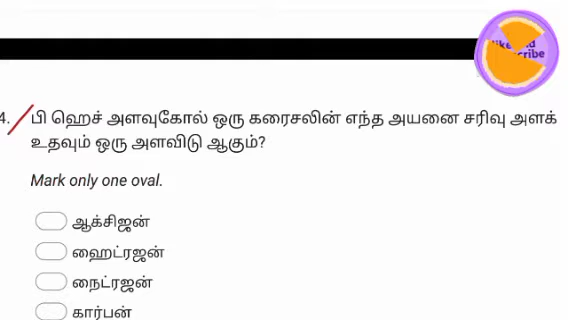 4. பி ஹெச் அளவுகோல் ஒரு கரைசலின் எந்த அயனை சரிவு அளக்
உதவும் ஒரு அளவிடு ஆகும்?
Mark only one oval.
ஆக்சிஜன்
ஹைட்ரஜன்
நைட்ரஜன்
கார்பன்